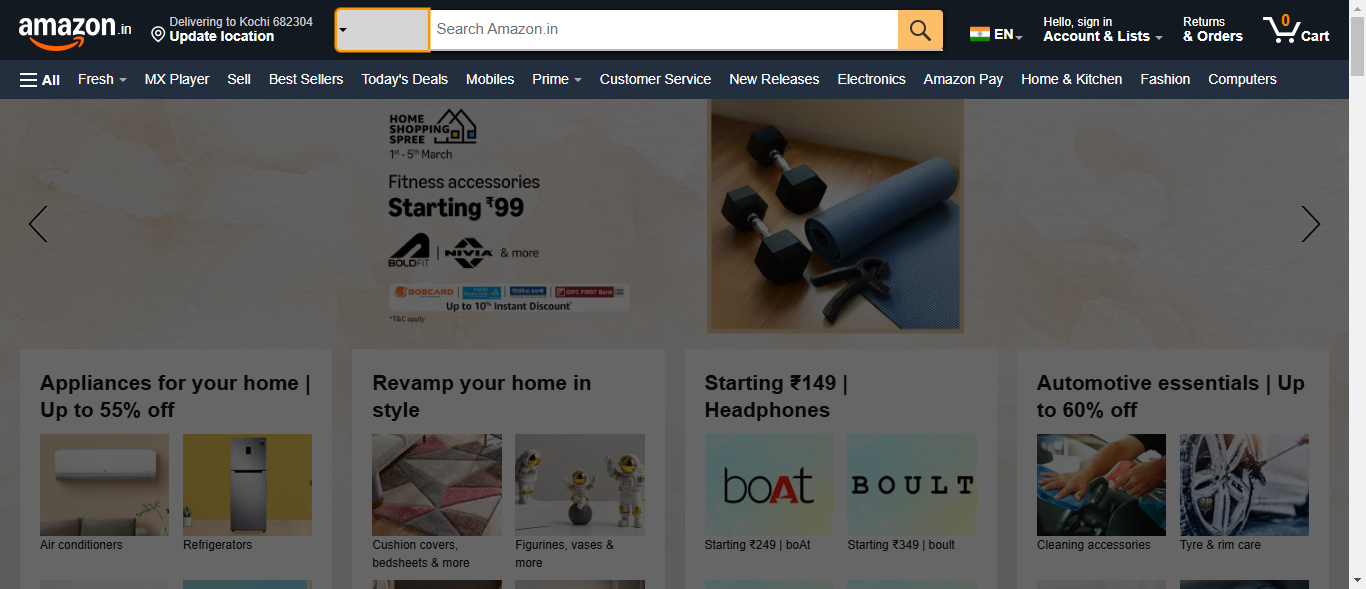 amazon.in
Delivering to Kochi 682304
Update location
Search Amazon.in
EN
Hello, sign in
Account & Lists
Returns
& Orders
0
Cart
All
Fresh
MX Player
Sell
Best Sellers
Today's Deals
Mobiles
Prime
Customer Service
New Releases
Electronics
Amazon Pay
Home & Kitchen
Fashion
Computers
HOME
SHOPPING
SPREE
1st - 5th March
Fitness accessories
Starting ₹99
BOLDFIT | NIVIA & more
BOBCARD | FEDERAL BANK | IDFC FIRST Bank
Up to 10% Instant Discount*
*T&C apply
Appliances for your home |
Up to 55% off
Air conditioners
Refrigerators
Revamp your home in
style
Cushion covers,
bedsheets & more
Figurines, vases &
more
Starting ₹149 |
Headphones
boAt
BOULT
Starting ₹249 | boAt
Starting ₹349 | boult
Automotive essentials | Up
to 60% off
Cleaning accessories
Tyre & rim care